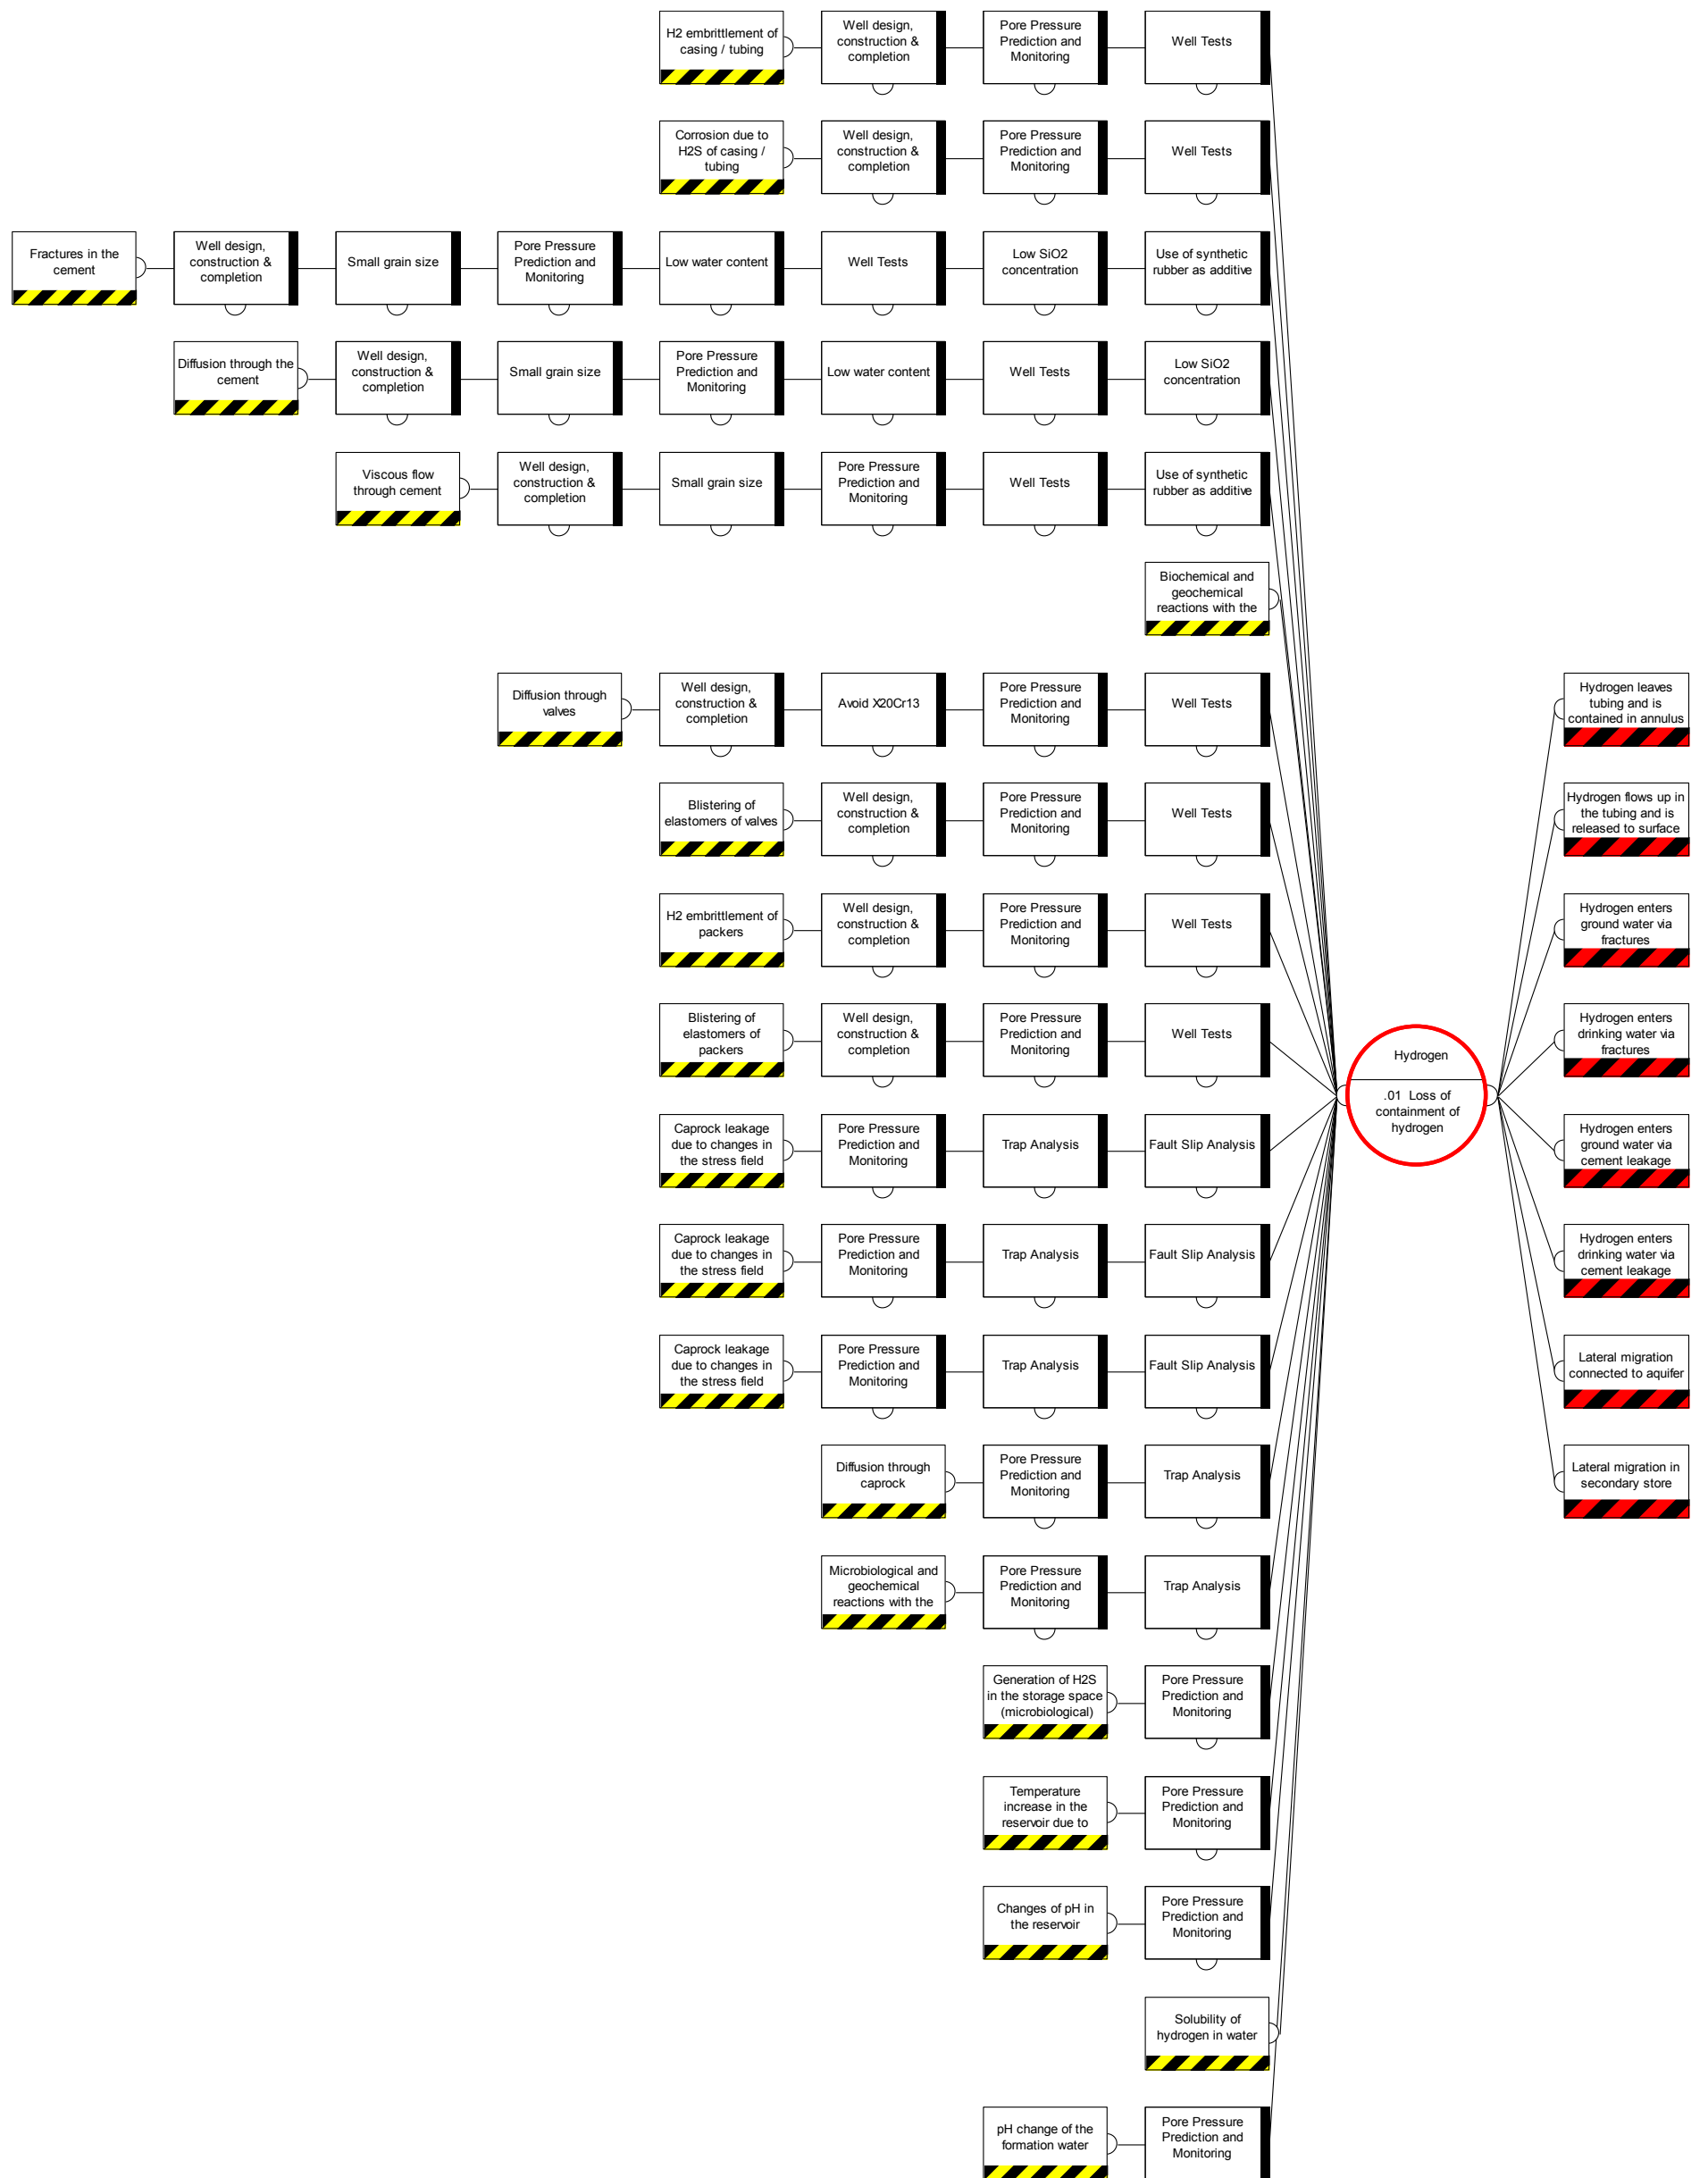 H2 embrittlement of
casing / tubing
Well design,
construction &
completion
Pore Pressure
Prediction and
Monitoring
Well Tests
Corrosion due to
H2S of casing /
tubing
Well design,
construction &
completion
Pore Pressure
Prediction and
Monitoring
Well Tests
Fractures in the
cement
Well design,
construction &
completion
Small grain size
Pore Pressure
Prediction and
Monitoring
Low water content
Well Tests
Low SiO2
concentration
Use of synthetic
rubber as additive
Diffusion through the
cement
Well design,
construction &
completion
Small grain size
Pore Pressure
Prediction and
Monitoring
Low water content
Well Tests
Low SiO2
concentration
Viscous flow
through cement
Well design,
construction &
completion
Small grain size
Pore Pressure
Prediction and
Monitoring
Well Tests
Use of synthetic
rubber as additive
Biochemical and
geochemical
reactions with the
Diffusion through
valves
Well design,
construction &
completion
Avoid X20Cr13
Pore Pressure
Prediction and
Monitoring
Well Tests
Blistering of
elastomers of valves
Well design,
construction &
completion
Pore Pressure
Prediction and
Monitoring
Well Tests
H2 embrittlement of
packers
Well design,
construction &
completion
Pore Pressure
Prediction and
Monitoring
Well Tests
Blistering of
elastomers of
packers
Well design,
construction &
completion
Pore Pressure
Prediction and
Monitoring
Well Tests
Caprock leakage
due to changes in
the stress field
Pore Pressure
Prediction and
Monitoring
Trap Analysis
Fault Slip Analysis
Caprock leakage
due to changes in
the stress field
Pore Pressure
Prediction and
Monitoring
Trap Analysis
Fault Slip Analysis
Caprock leakage
due to changes in
the stress field
Pore Pressure
Prediction and
Monitoring
Trap Analysis
Fault Slip Analysis
Diffusion through
caprock
Pore Pressure
Prediction and
Monitoring
Trap Analysis
Microbiological and
geochemical
reactions with the
Pore Pressure
Prediction and
Monitoring
Trap Analysis
Generation of H2S
in the storage space
(microbiological)
Pore Pressure
Prediction and
Monitoring
Temperature
increase in the
reservoir due to
Pore Pressure
Prediction and
Monitoring
Changes of pH in
the reservoir
Pore Pressure
Prediction and
Monitoring
Solubility of
hydrogen in water
pH change of the
formation water
Pore Pressure
Prediction and
Monitoring
Hydrogen
.01 Loss of
containment of
hydrogen
Hydrogen leaves
tubing and is
contained in annulus
Hydrogen flows up in
the tubing and is
released to surface
Hydrogen enters
ground water via
fractures
Hydrogen enters
drinking water via
fractures
Hydrogen enters
ground water via
cement leakage
Hydrogen enters
drinking water via
cement leakage
Lateral migration
connected to aquifer
Lateral migration in
secondary store